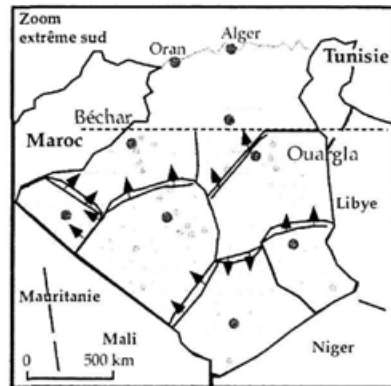 Zoom
extrême sud
Alger
Oran
Tunisie
Béchar
Maroc
Ouargla
Libye
Mauritanie
Mali
Niger
0 500 km